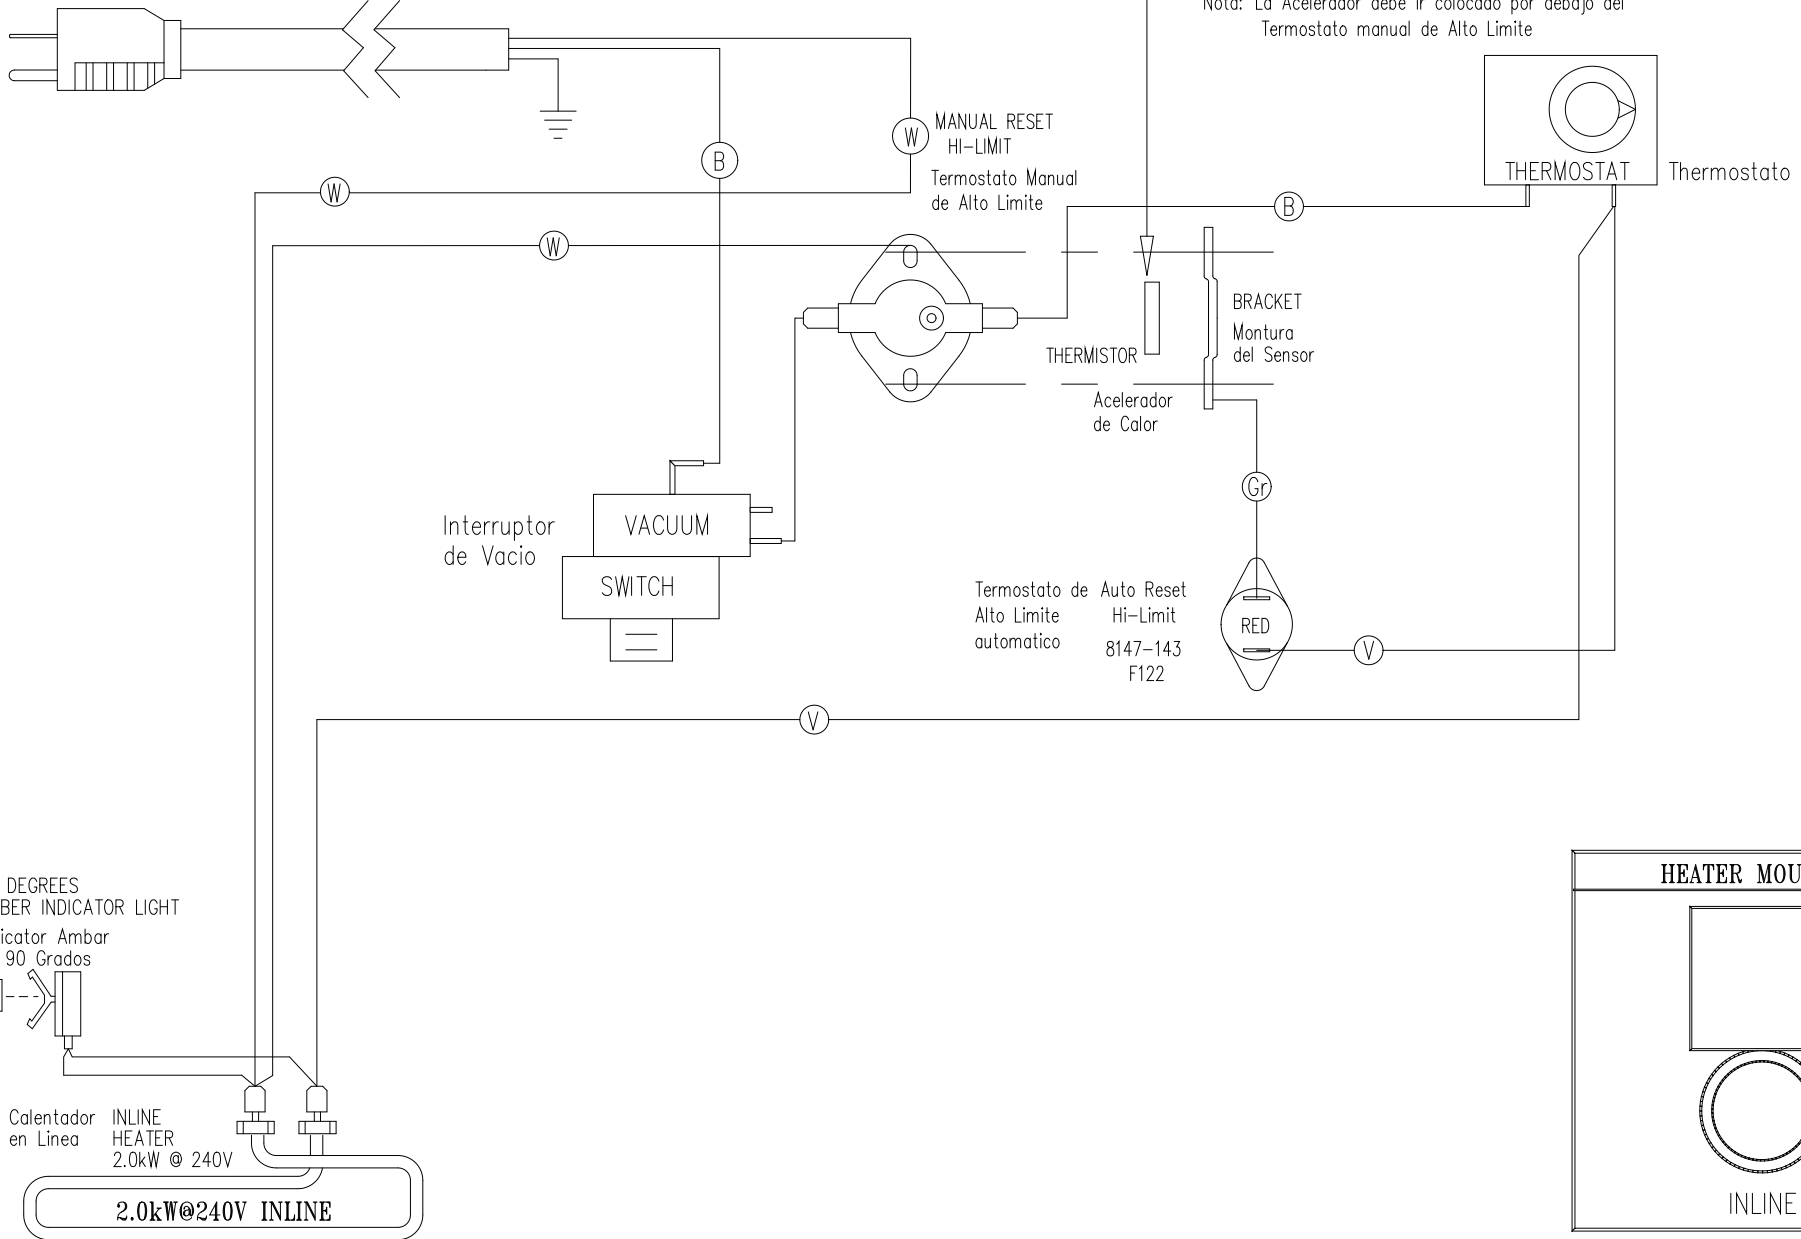 Nota: La Acelerador debe ir colocado por debajo del
Termostato manual de Alto Limite
W
MANUAL RESET
HI-LIMIT
Termostato Manual
de Alto Limite
B
W
THERMOSTAT
Thermostato
B
W
BRACKET
Montura
del Sensor
THERMISTOR
Acelerador
de Calor
Gr
Interruptor
de Vacio
VACUUM
SWITCH
Termostato de
Alto Limite
automatico
Auto Reset
Hi-Limit
8147-143
F122
RED
V
V
DEGREES
BER INDICATOR LIGHT
icator Ambar
90 Grados
Calentador
en Linea
INLINE
HEATER
2.0kW @ 240V
2.0kW@240V INLINE
HEATER MOU
INLINE